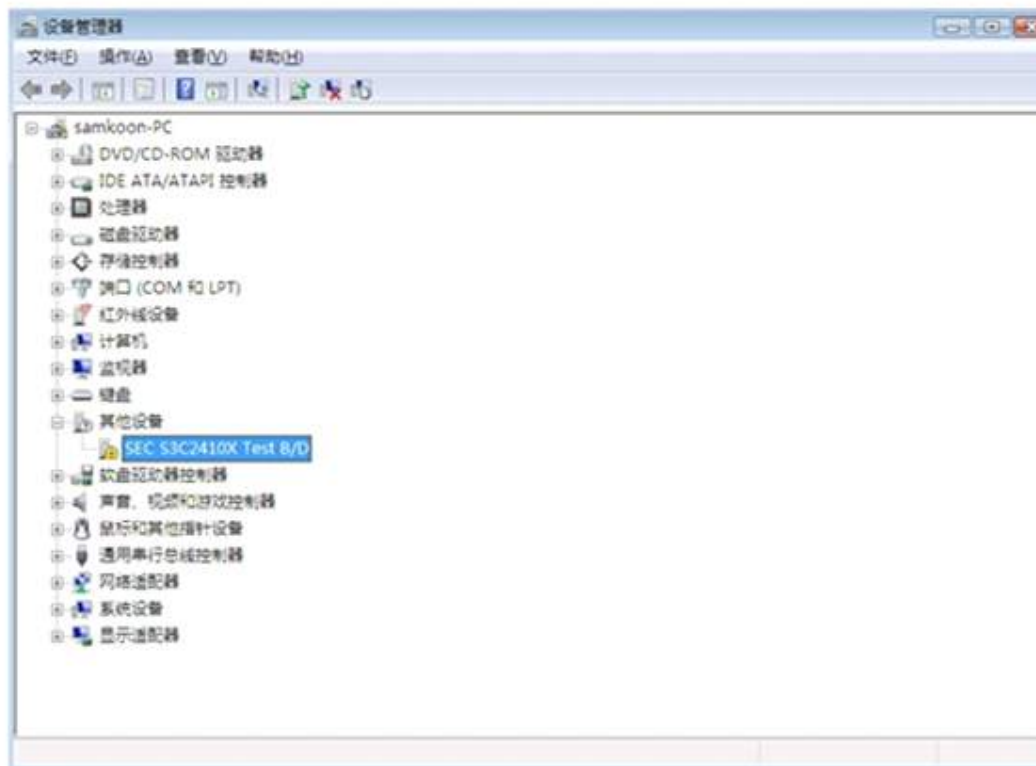 设备管理器
文件(F) 操作(A) 查看(V) 帮助(H)
samkoon-PC
DVD/CD-ROM 驱动器
IDE ATA/ATAPI 控制器
处理器
磁盘驱动器
存储控制器
端口 (COM 和 LPT)
红外线设备
计算机
监视器
键盘
其他设备
SEC S3C2410X Test B/D
软盘驱动器控制器
声音、视频和游戏控制器
鼠标和其他指针设备
通用串行总线控制器
网络适配器
系统设备
显示适配器